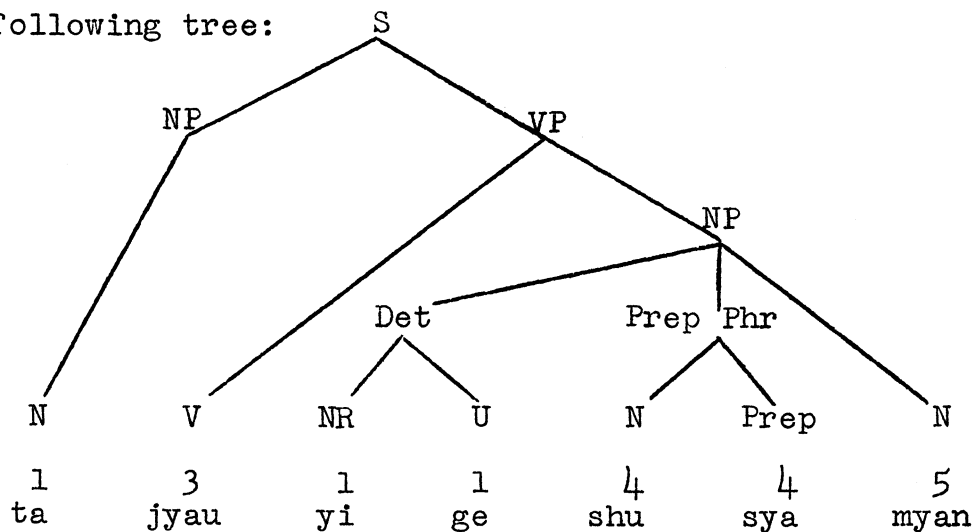 following tree:
S
NP VP
NP
Det Prep Phr
N V NR U N Prep N
1 3 1 1 4 4 5
ta jyau yi ge shu sya myan